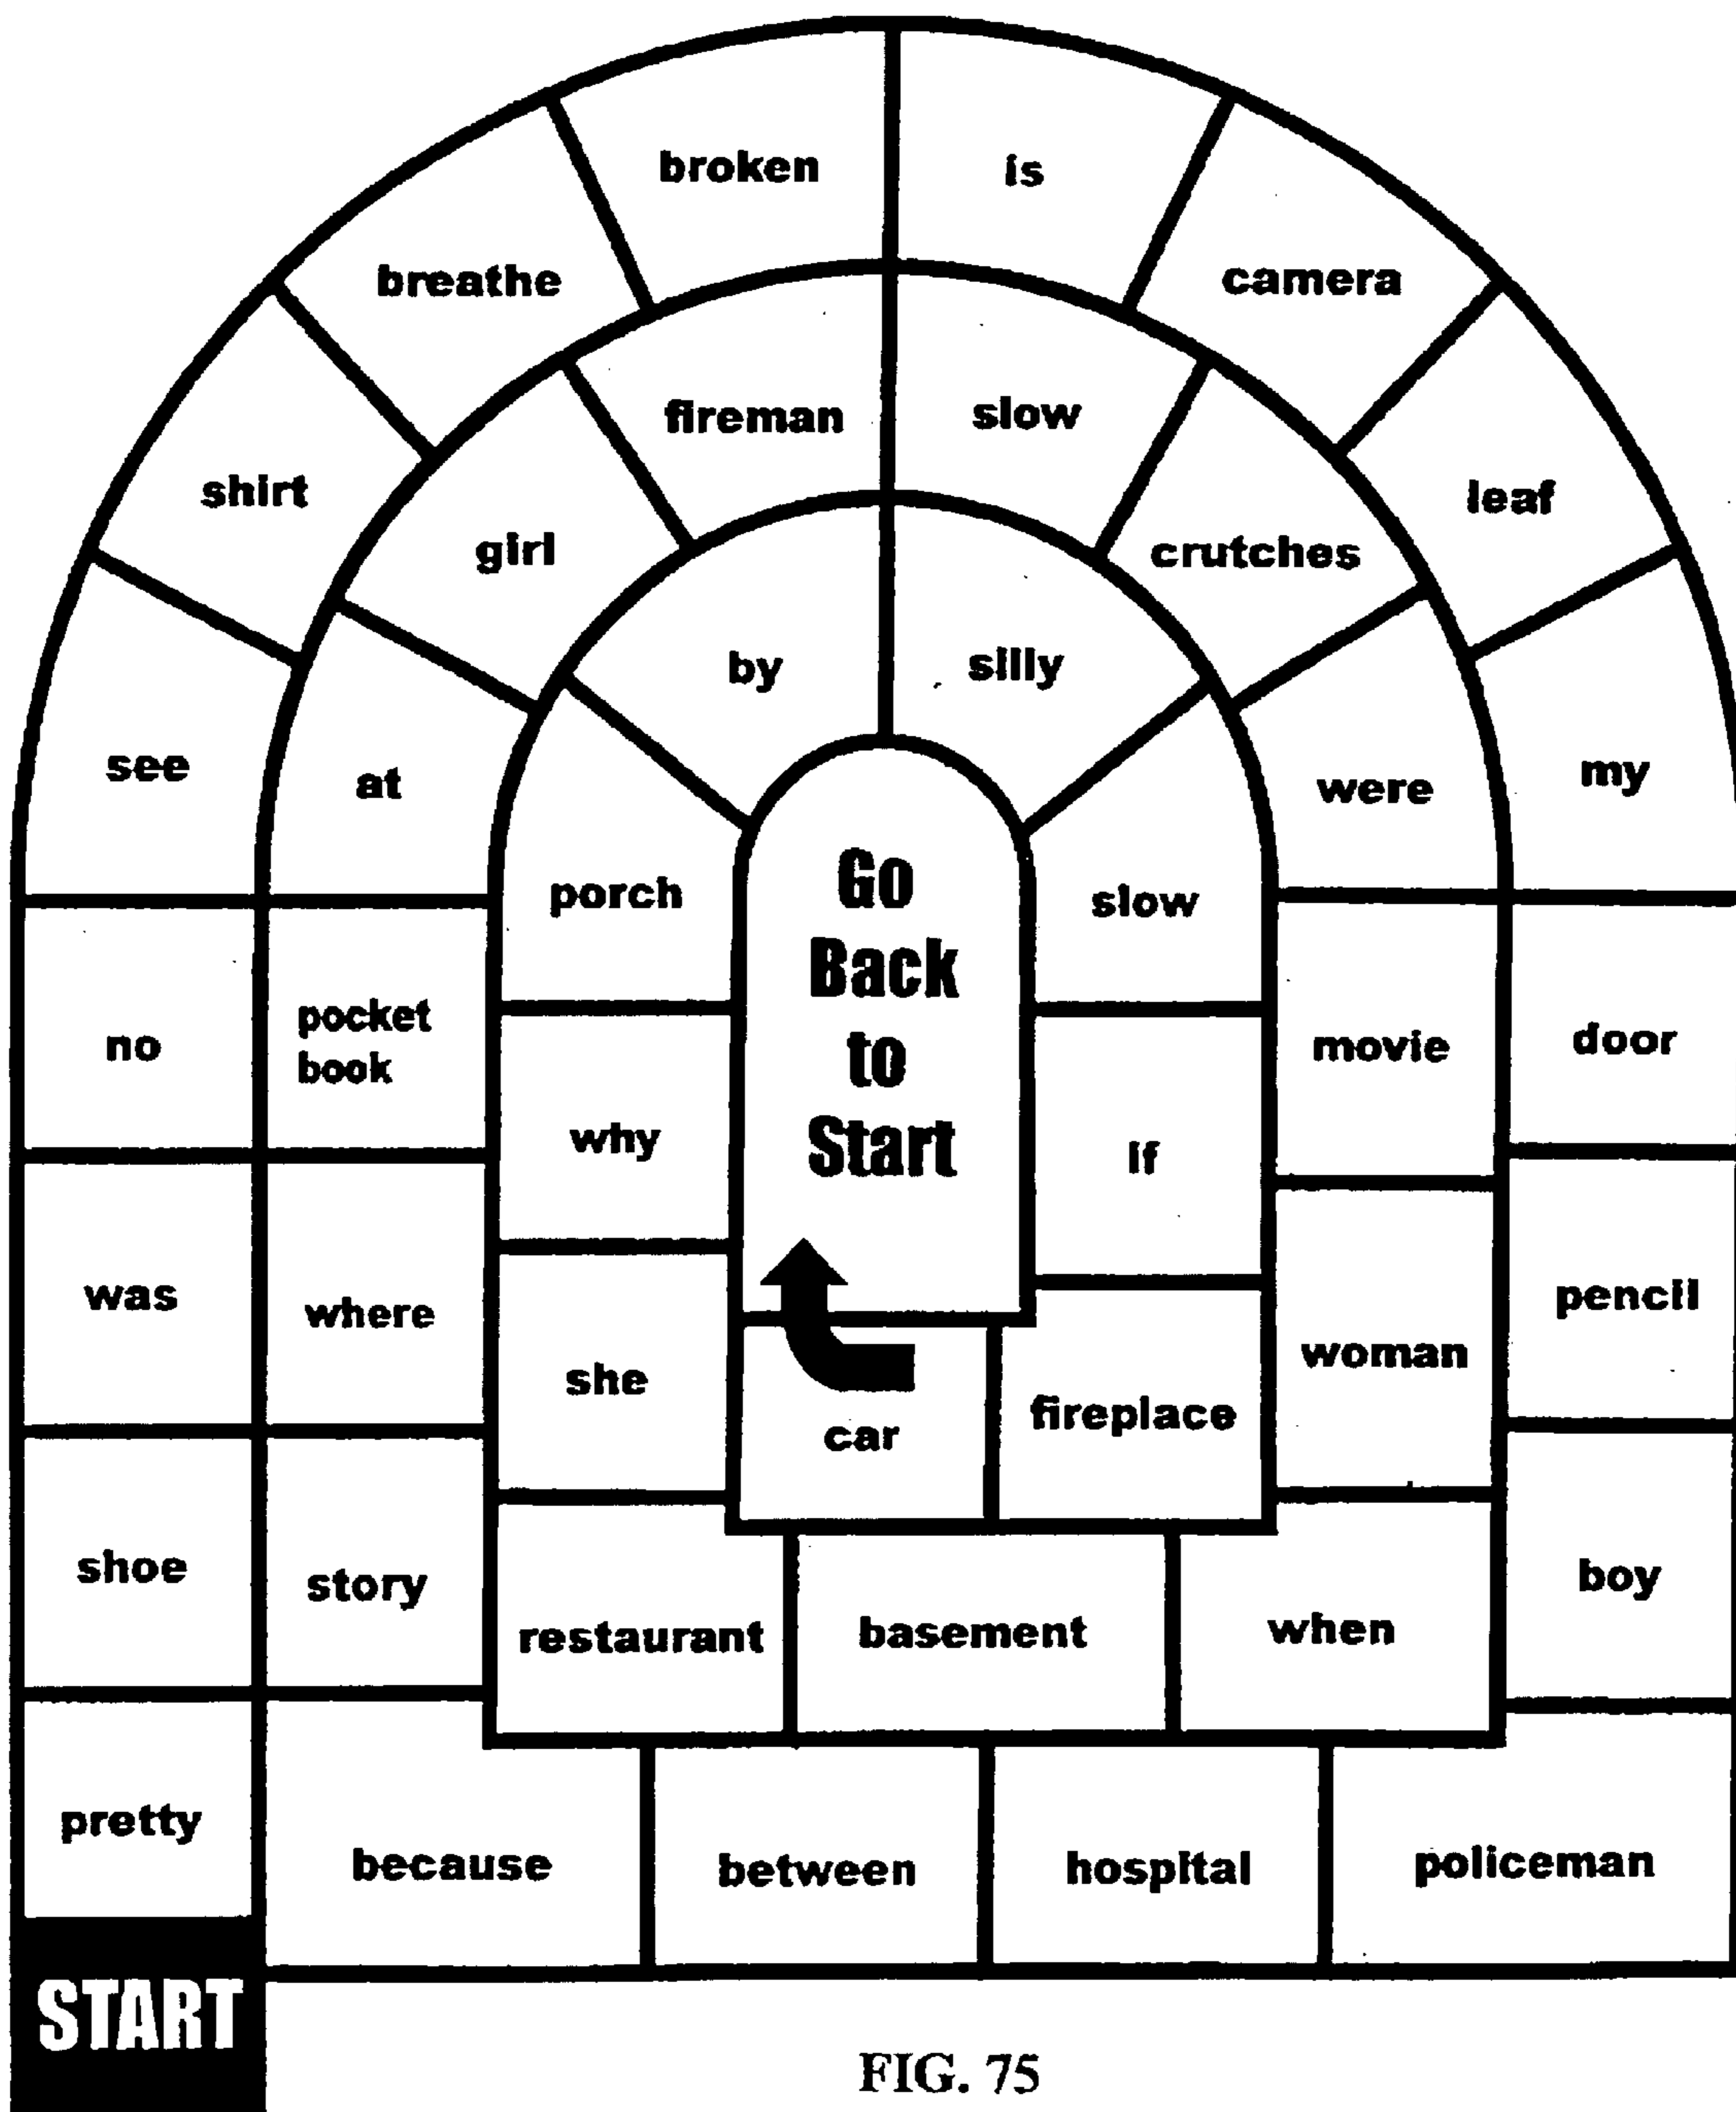 broken
is
breathe
camera
fireman
slow
shirt
leaf
girl
crutches
by
silly
see
at
were
my
porch
Go
Back
to
Start
slow
no
pocket
book
movie
door
why
if
was
where
pencil
she
woman
car
fireplace
shoe
story
boy
restaurant
basement
when
pretty
because
between
hospital
policeman
START
FIG. 75